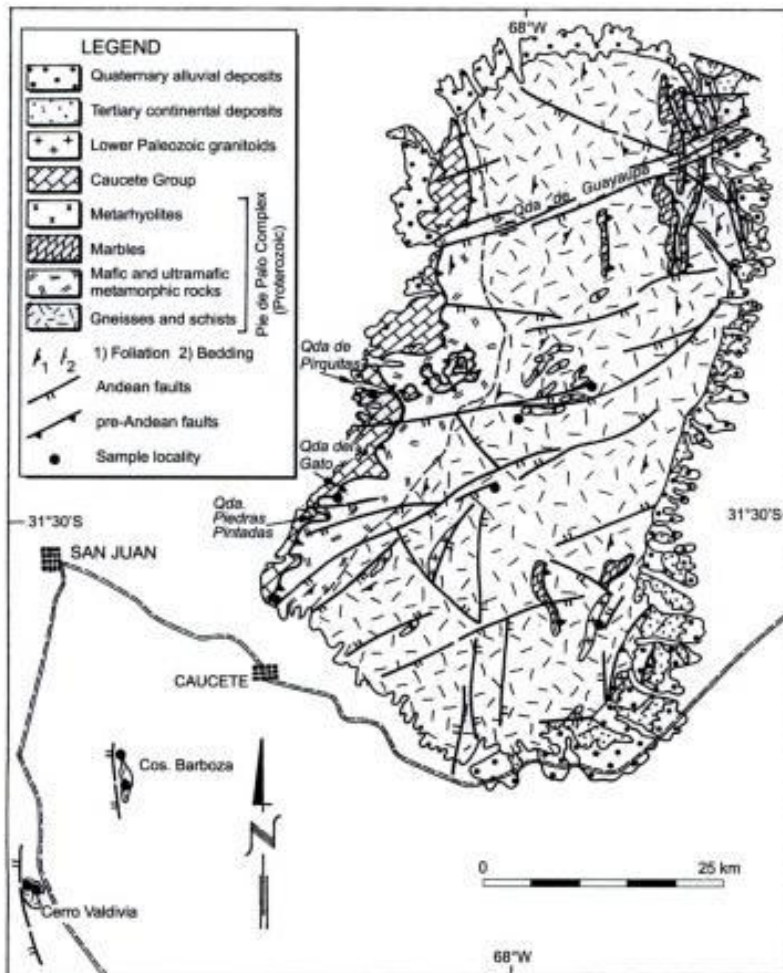 68°W
LEGEND
Quaternary alluvial deposits
Tertiary continental deposits
Lower Paleozoic granitoids
Caucete Group
Metarhyolites
Marbles
Mafic and ultramafic
metamorphic rocks
Gneisses and schists
Pie de Palo Complex
(Proterozoic)
1 2 1) Foliation 2) Bedding
Andean faults
pre-Andean faults
Sample locality
Qda de Guayaupa
Qda de
Pirquitas
Qda del
Gato
Qda.
Piedras
Pintadas
31°30'S
31°30'S
SAN JUAN
CAUCETE
Cos. Barboza
N
Cerro Valdivia
0 25 km
68°W